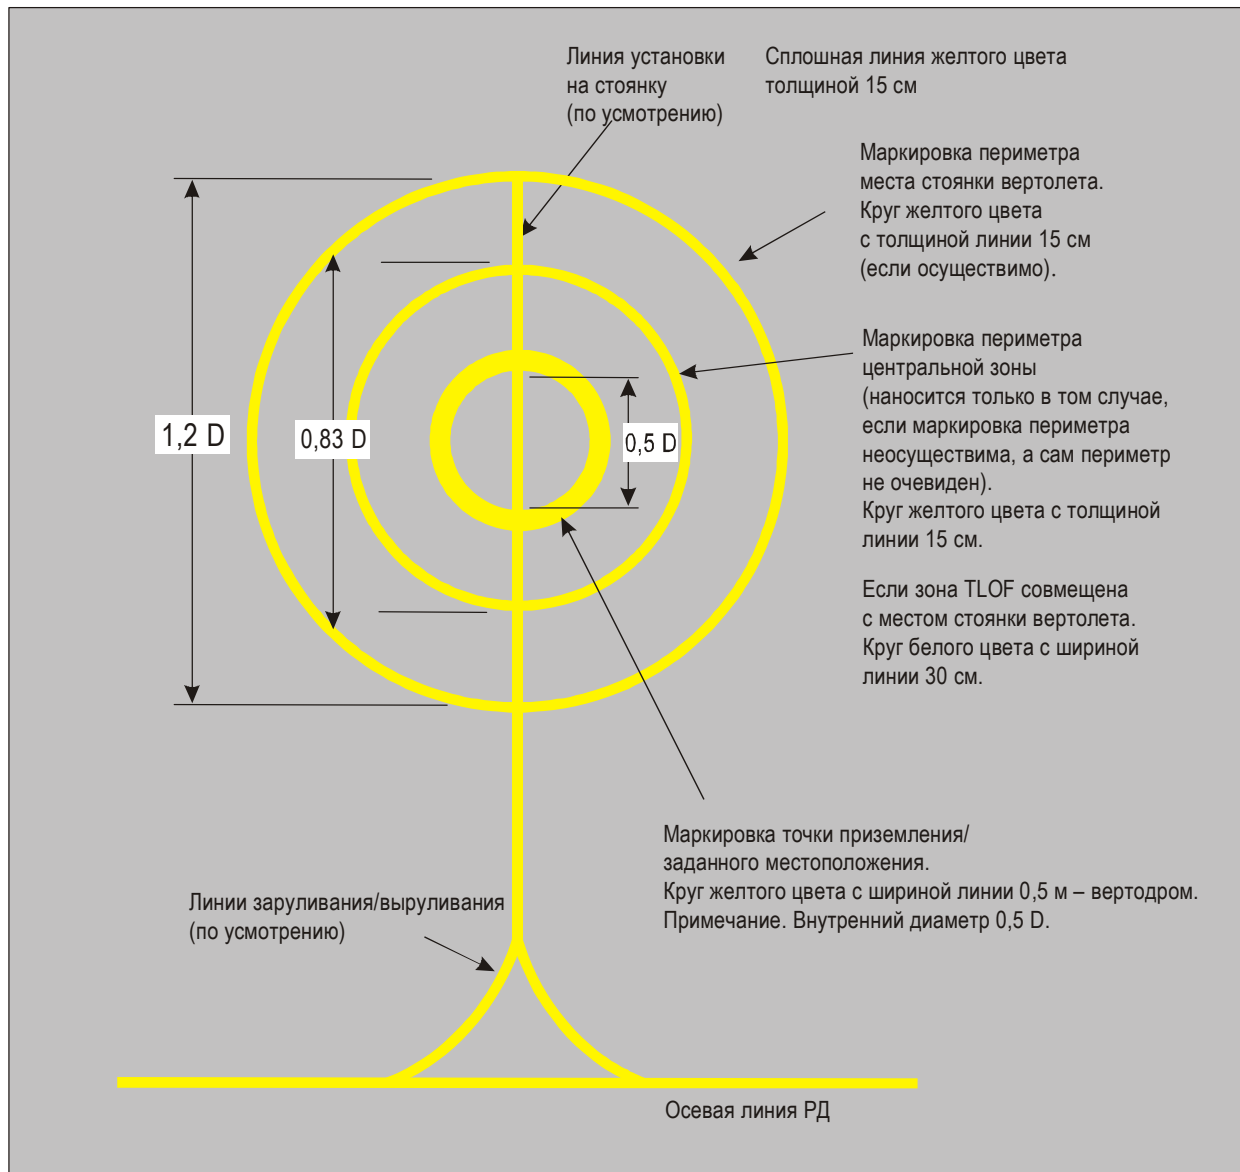 Линия установки
на стоянку
(по усмотрению)
Сплошная линия желтого цвета
толщиной 15 см
Маркировка периметра
места стоянки вертолета.
Круг желтого цвета
с толщиной линии 15 см
(если осуществимо).
Маркировка периметра
центральной зоны
(наносится только в том случае,
если маркировка периметра
неосуществима, а сам периметр
не очевиден).
Круг желтого цвета с толщиной
линии 15 см.
Если зона TLOF совмещена
с местом стоянки вертолета.
Круг белого цвета с шириной
линии 30 см.
1,2 D
0,83 D
0,5 D
Маркировка точки приземления/
заданного местоположения.
Круг желтого цвета с шириной линии 0,5 м – вертодром.
Примечание. Внутренний диаметр 0,5 D.
Линии заруливания/выруливания
(по усмотрению)
Осевая линия РД